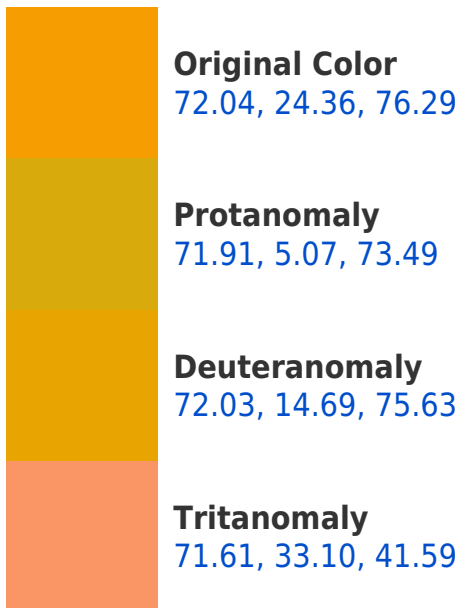 Original Color
72.04, 24.36, 76.29
Protanomaly
71.91, 5.07, 73.49
Deuteranomaly
72.03, 14.69, 75.63
Tritanomaly
71.61, 33.10, 41.59